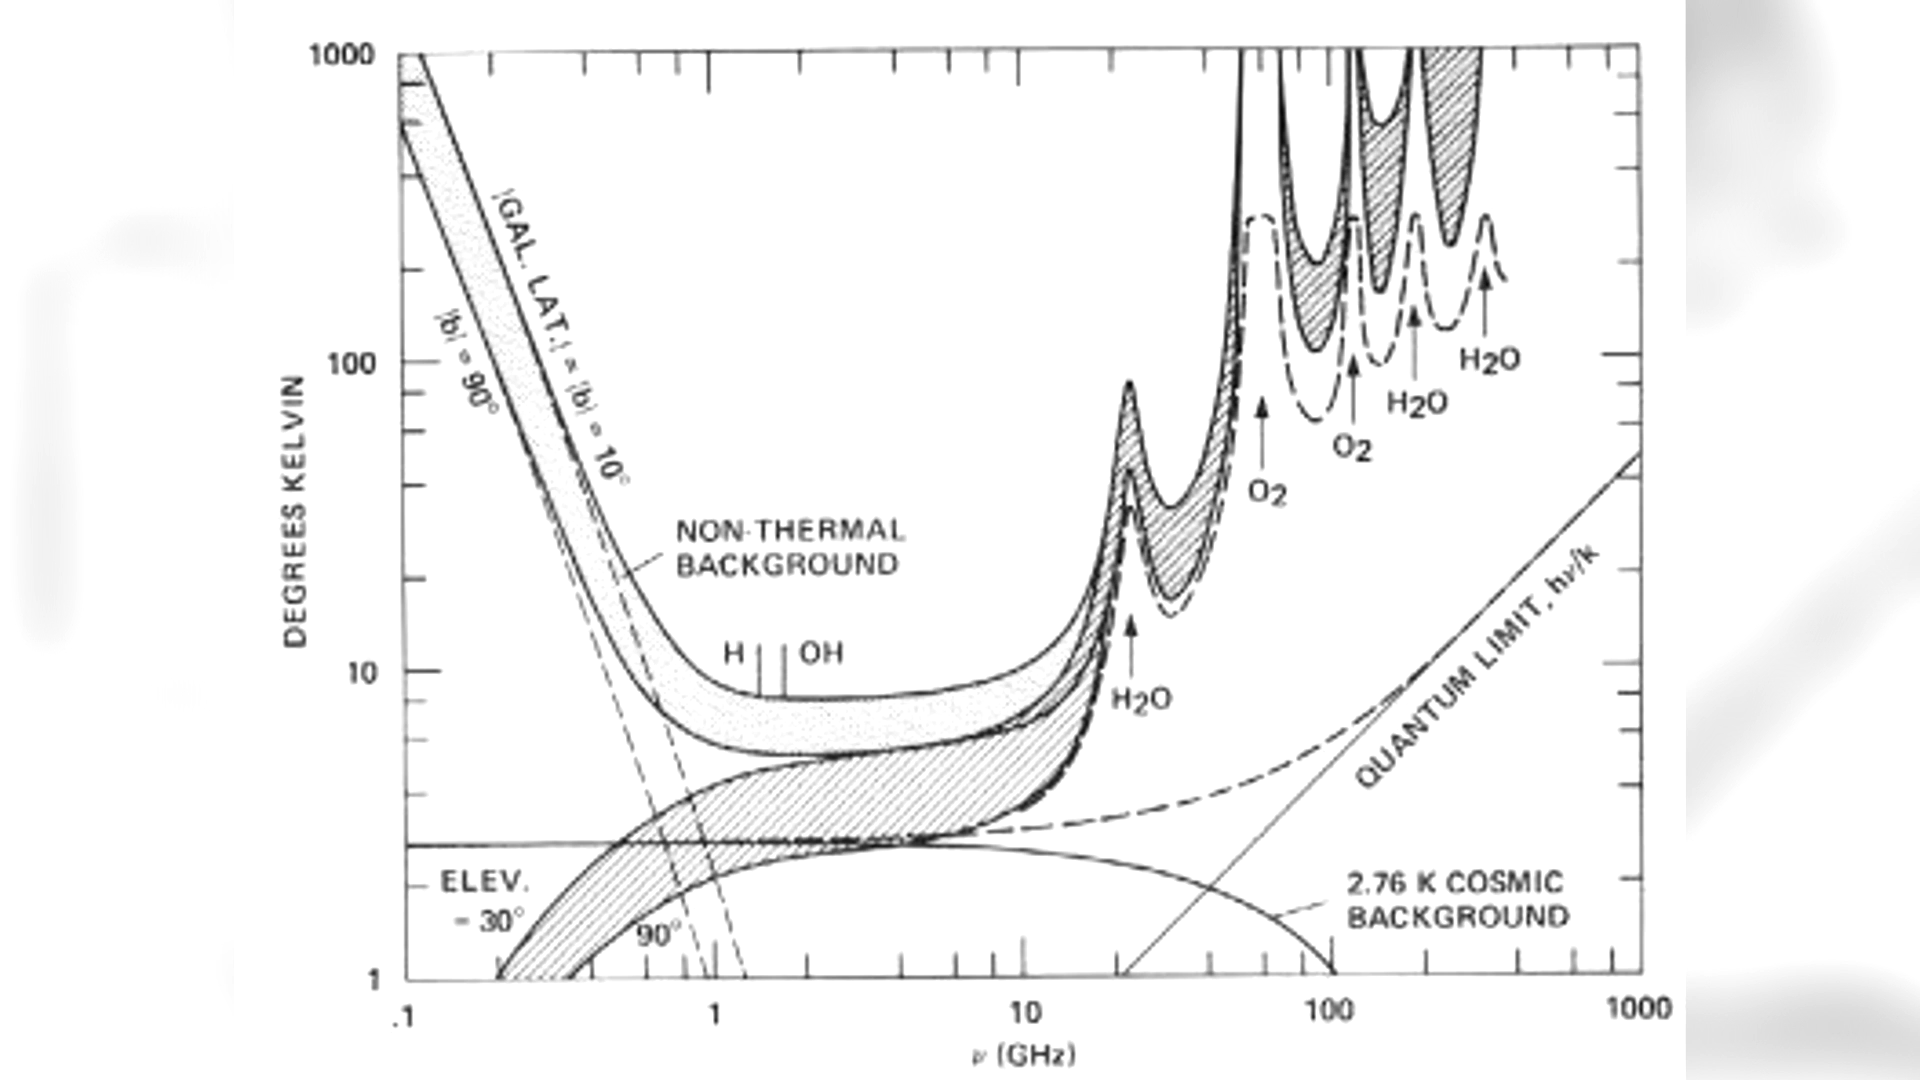 1000
100
10
1
DEGREES KELVIN
|GAL. LAT.| = |b| = 10°
|b| = 90°
NON-THERMAL
BACKGROUND
H
OH
H2O
O2
O2
H2O
H2O
QUANTUM LIMIT, hν/k
ELEV.
= 30°
90°
2.76 K COSMIC
BACKGROUND
.1
1
10
100
1000
ν (GHz)